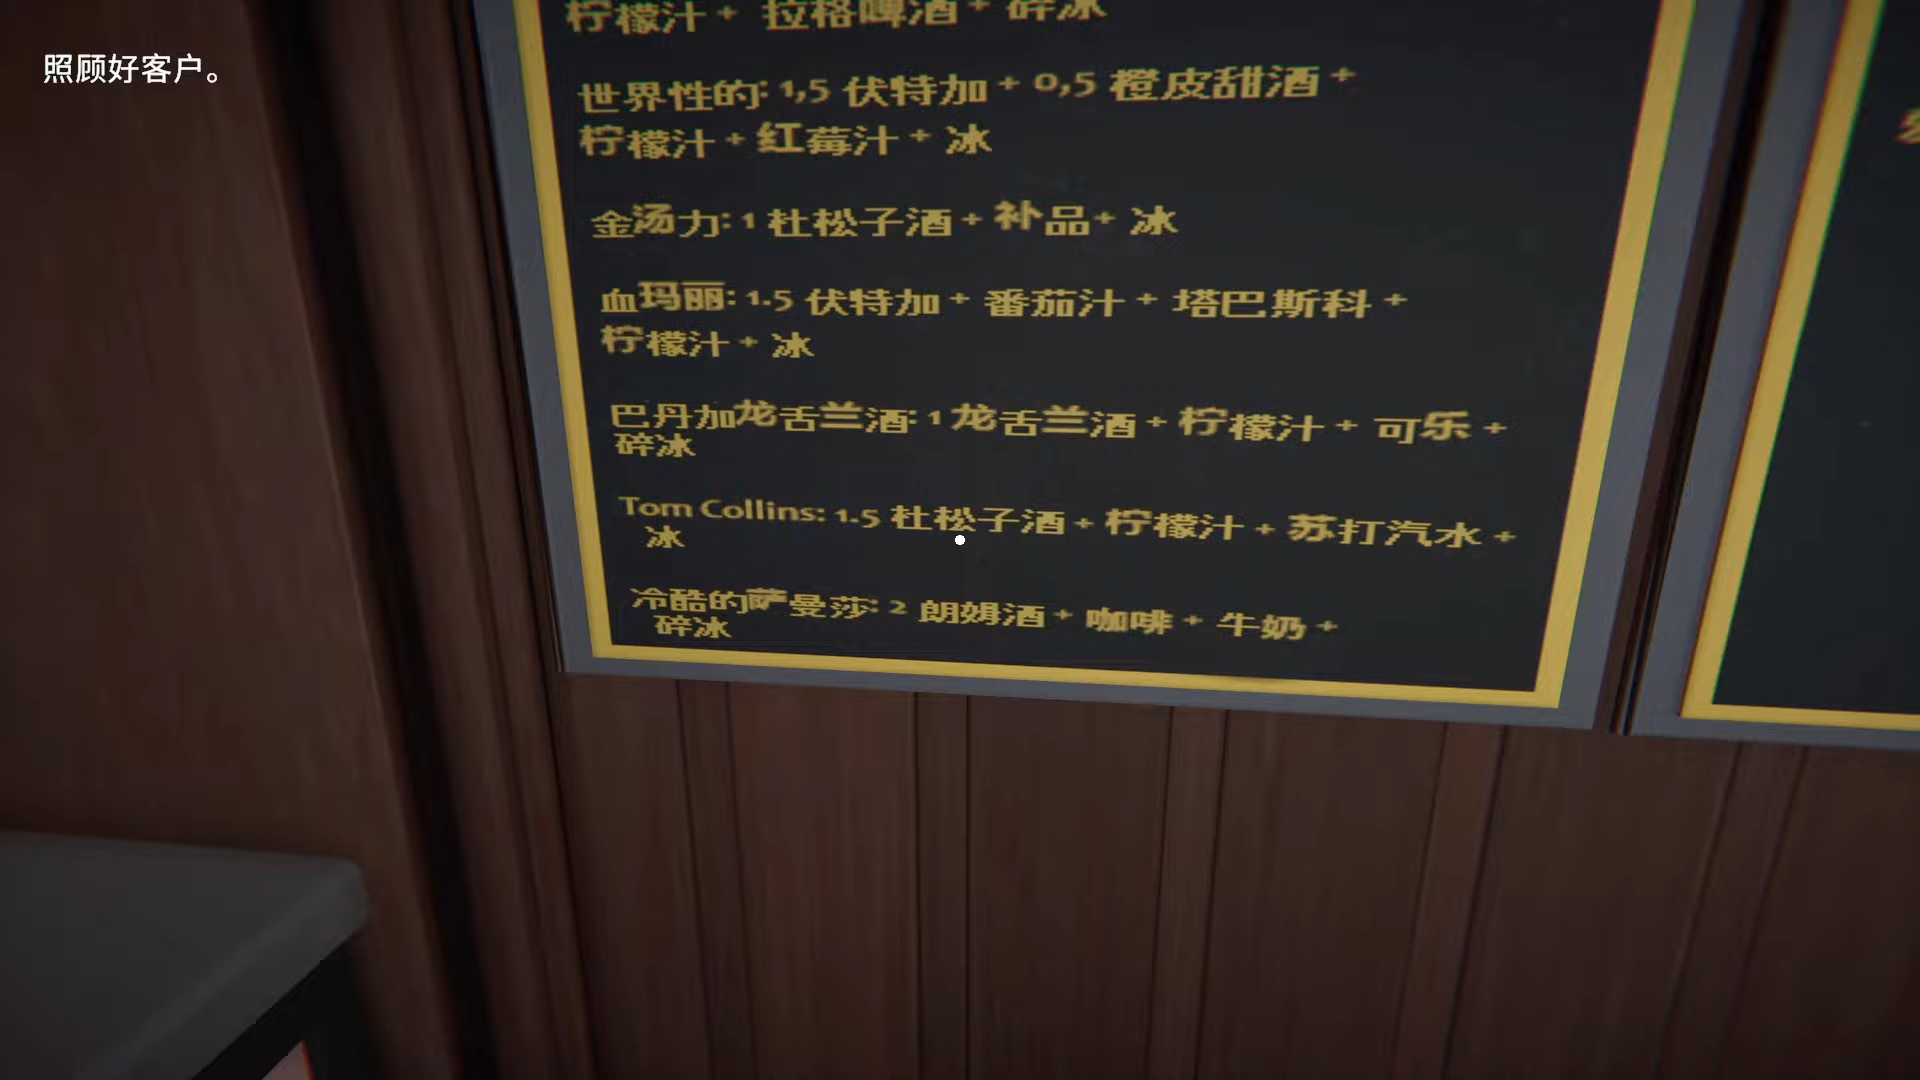 照顾好客户。
柠檬汁 + 拉格啤酒 + 碎冰
世界性的: 1,5 伏特加 + 0,5 橙皮甜酒 +
柠檬汁 + 红莓汁 + 冰
金汤力: 1 杜松子酒 + 补品 + 冰
血玛丽: 1.5 伏特加 + 番茄汁 + 塔巴斯科 +
柠檬汁 + 冰
巴丹加龙舌兰酒: 1 龙舌兰酒 + 柠檬汁 + 可乐 +
碎冰
Tom Collins: 1.5 杜松子酒 + 柠檬汁 + 苏打汽水 +
冰
冷酷的萨曼莎: 2 朗姆酒 + 咖啡 + 牛奶 +
碎冰